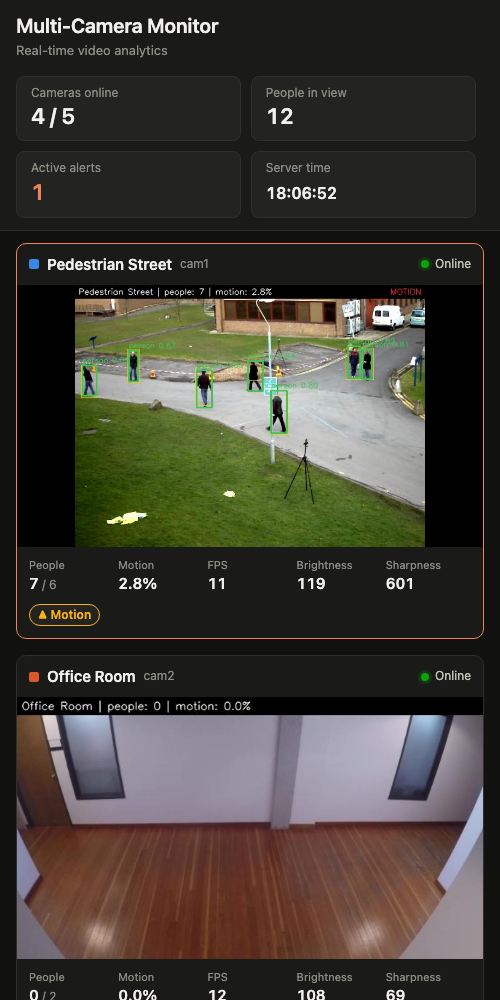 Multi-Camera Monitor
Real-time video analytics
Cameras online
4 / 5
People in view
12
Active alerts
1
Server time
18:06:52
Pedestrian Street cam1
Online
Pedestrian Street | people: 7 | motion: 2.8%
MOTION
People
7 / 6
Motion
2.8%
FPS
11
Brightness
119
Sharpness
601
Motion
Office Room cam2
Online
Office Room | people: 0 | motion: 0.0%
People
0 / 2
Motion
0.0%
FPS
12
Brightness
108
Sharpness
69